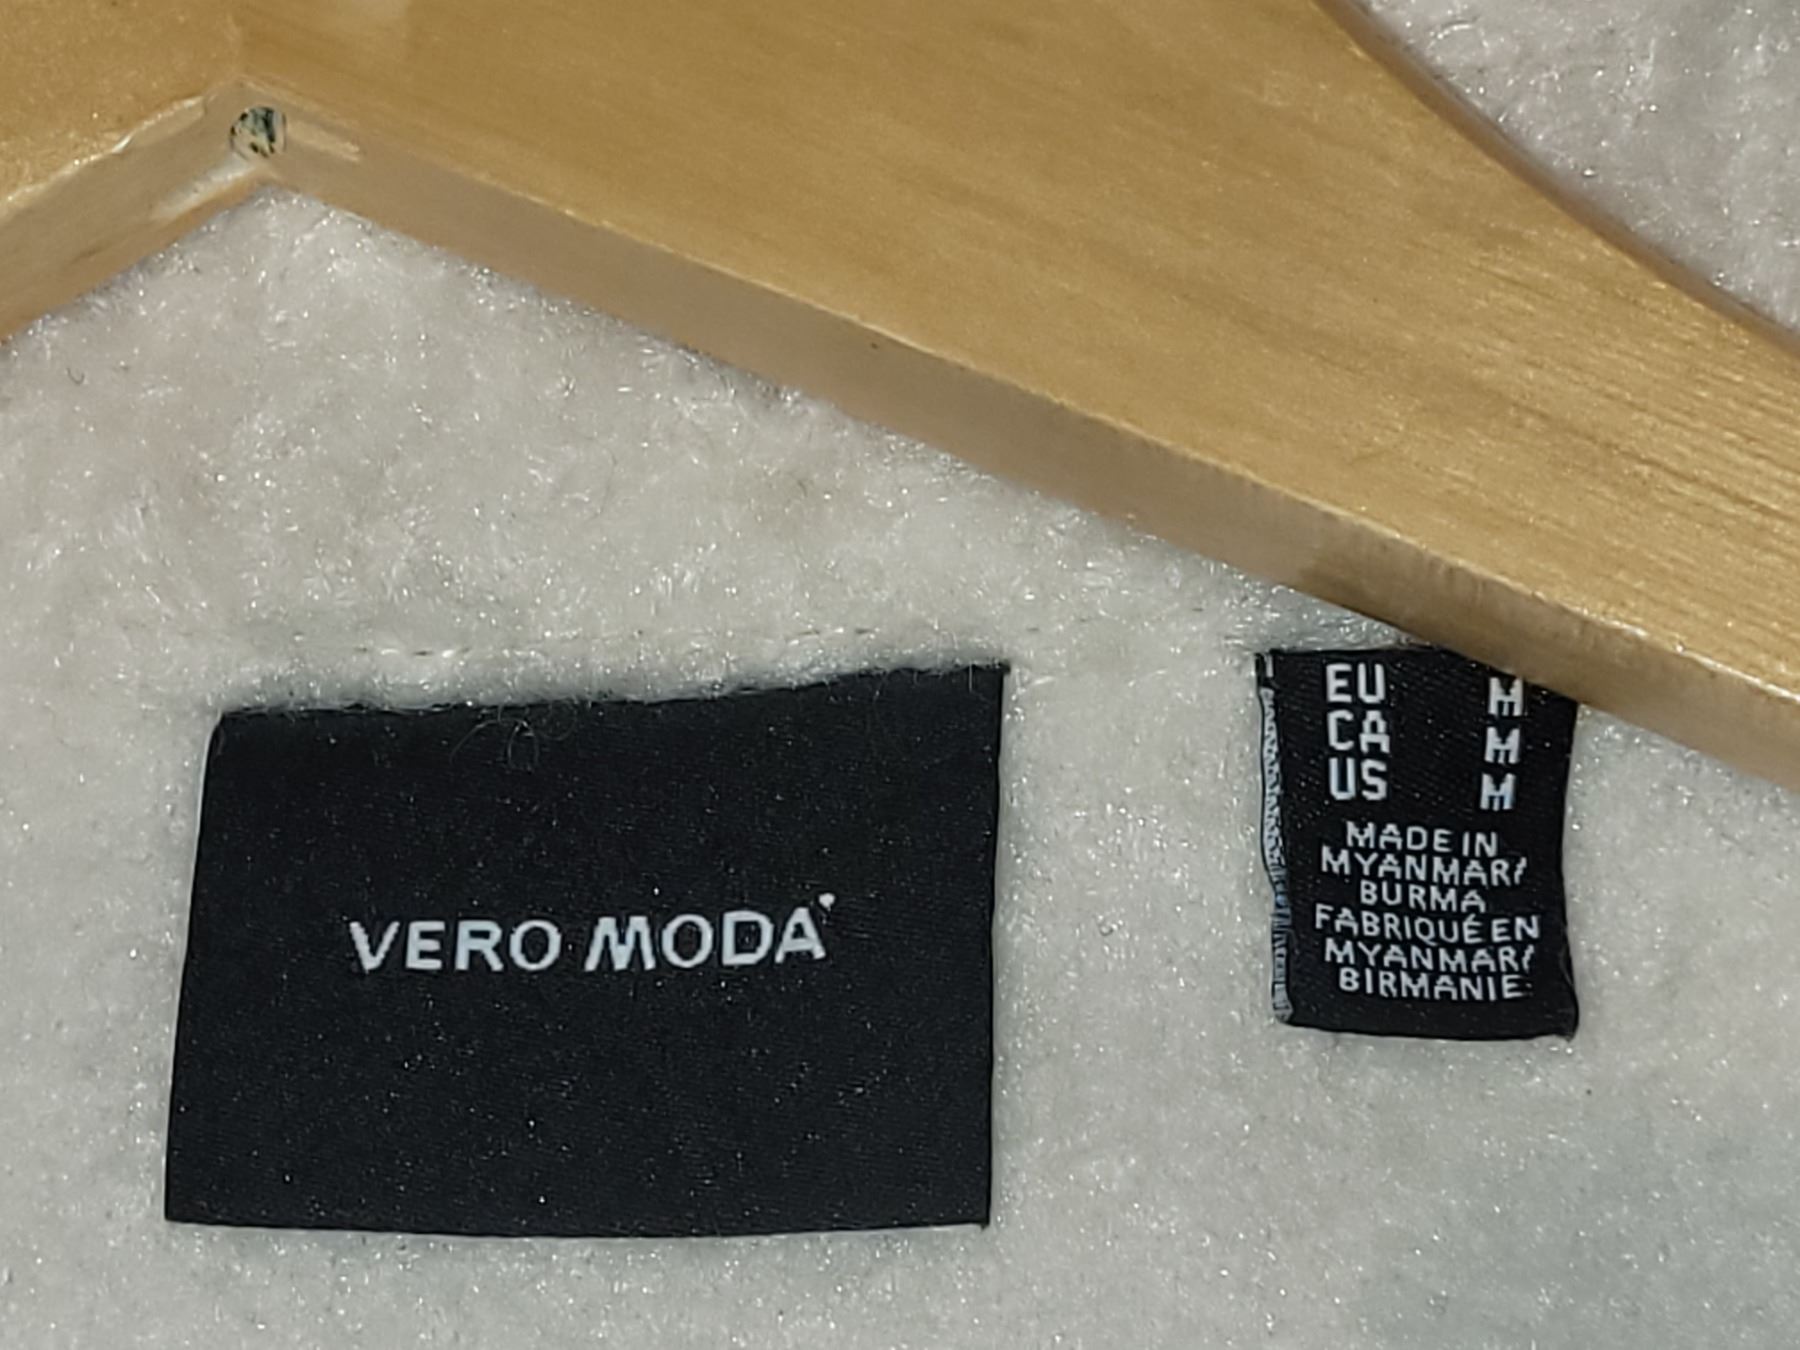 VERO MODA
EU M
CA M
US M
MADE IN
MYANMAR/
BURMA
FABRIQUÉ EN
MYANMAR/
BIRMANIE